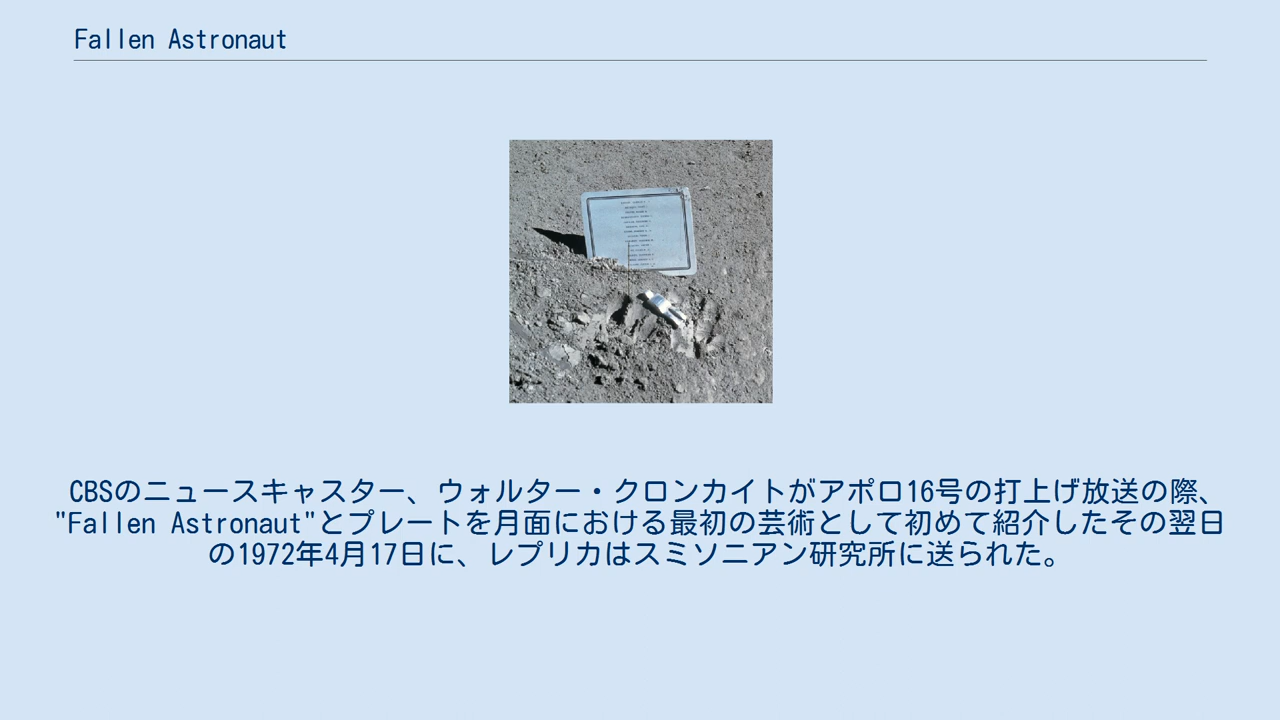 Fallen Astronaut
CBSのニュースキャスター、ウォルター・クロンカイトがアポロ16号の打上げ放送の際、
"Fallen Astronaut"とプレートを月面における最初の芸術として初めて紹介したその翌日
の1972年4月17日に、レプリカはスミソニアン研究所に送られた。